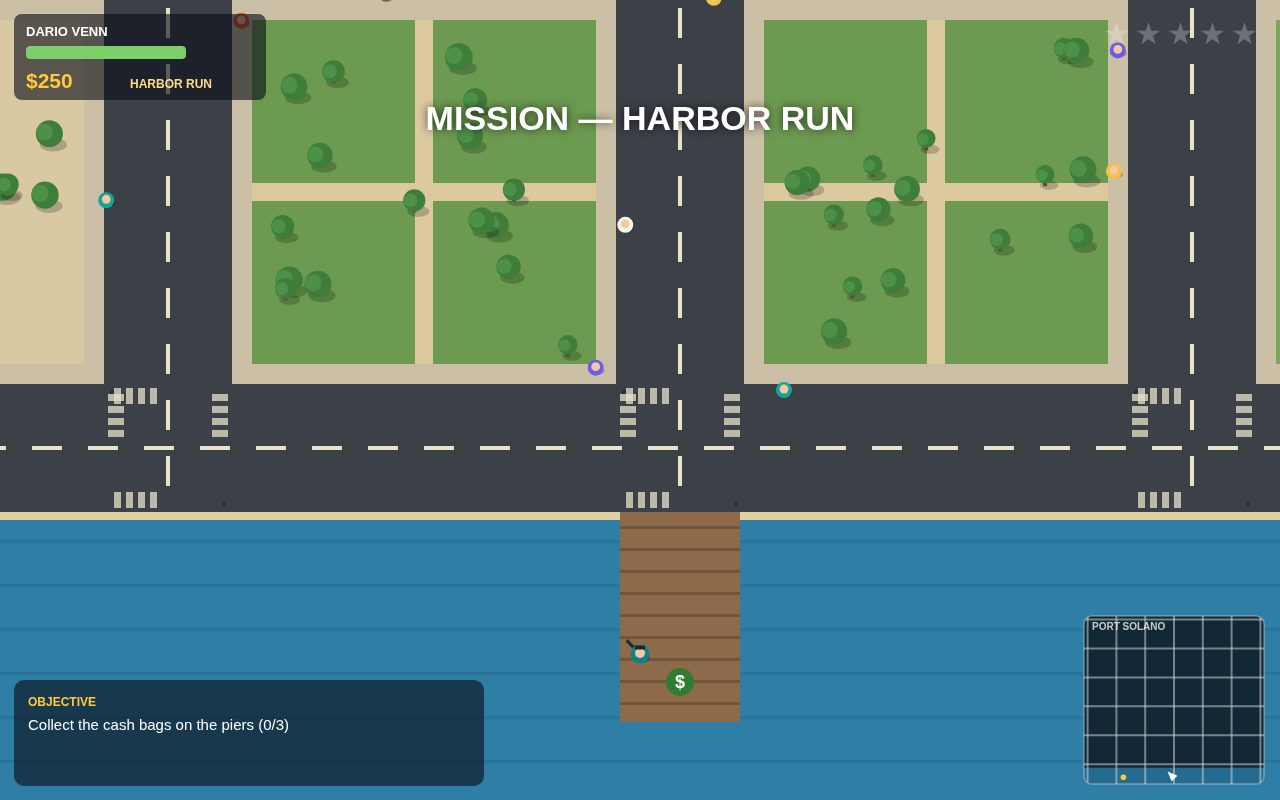 DARIO VENN
$250
HARBOR RUN
MISSION — HARBOR RUN
$
PORT SOLANO
OBJECTIVE
Collect the cash bags on the piers (0/3)